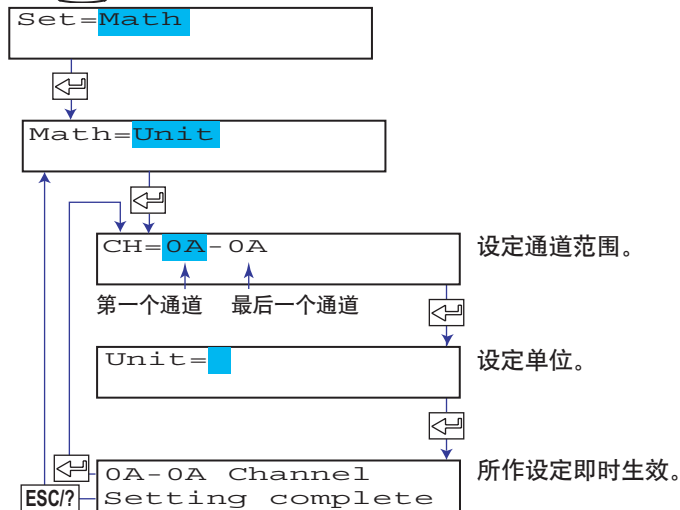 Set=Math
Math=Unit
CH=0A-0A 设定通道范围。
第一个通道 最后一个通道
Unit= 设定单位。
0A-0A Channel 所作设定即时生效。
ESC/? Setting complete